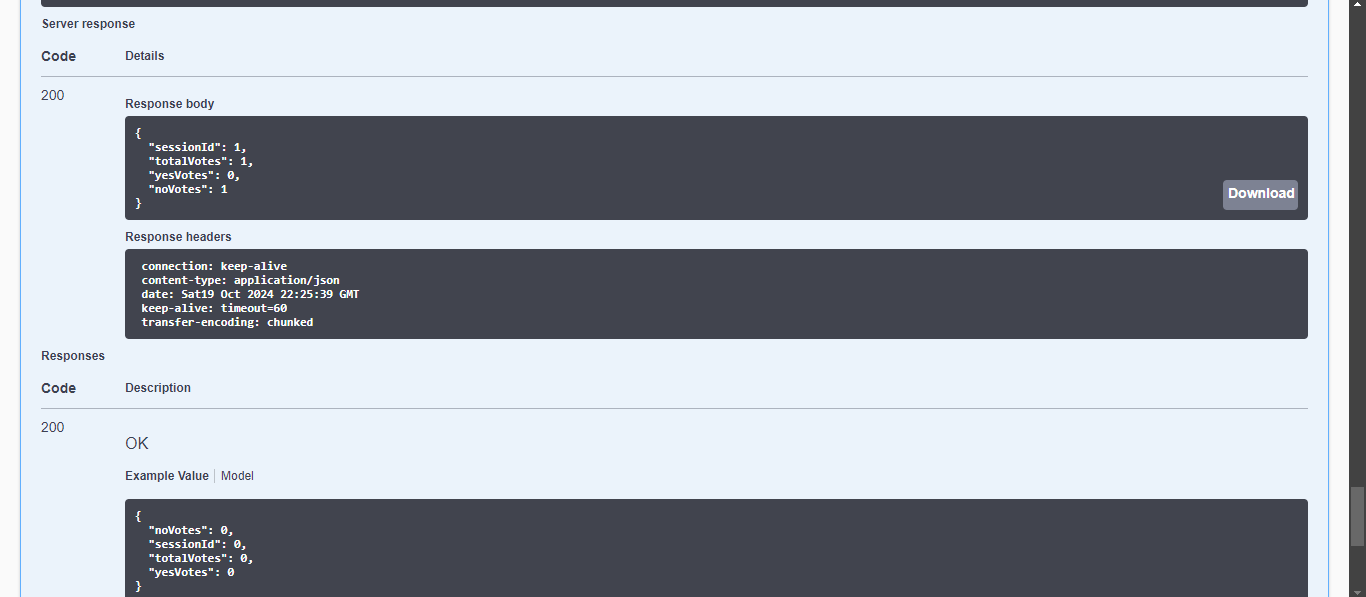 Server response
Code Details
200
Response body
{
  "sessionId": 1,
  "totalVotes": 1,
  "yesVotes": 0,
  "noVotes": 1
}
Download
Response headers
connection: keep-alive
content-type: application/json
date: Sat19 Oct 2024 22:25:39 GMT
keep-alive: timeout=60
transfer-encoding: chunked
Responses
Code Description
200
OK
Example Value Model
{
  "noVotes": 0,
  "sessionId": 0,
  "totalVotes": 0,
  "yesVotes": 0
}